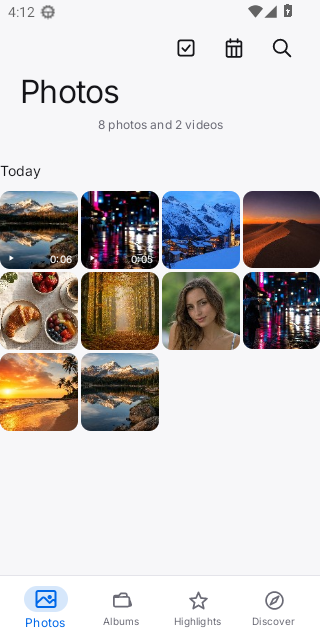 4:12
Photos
8 photos and 2 videos
Today
0:06
0:05
Photos
Albums
Highlights
Discover